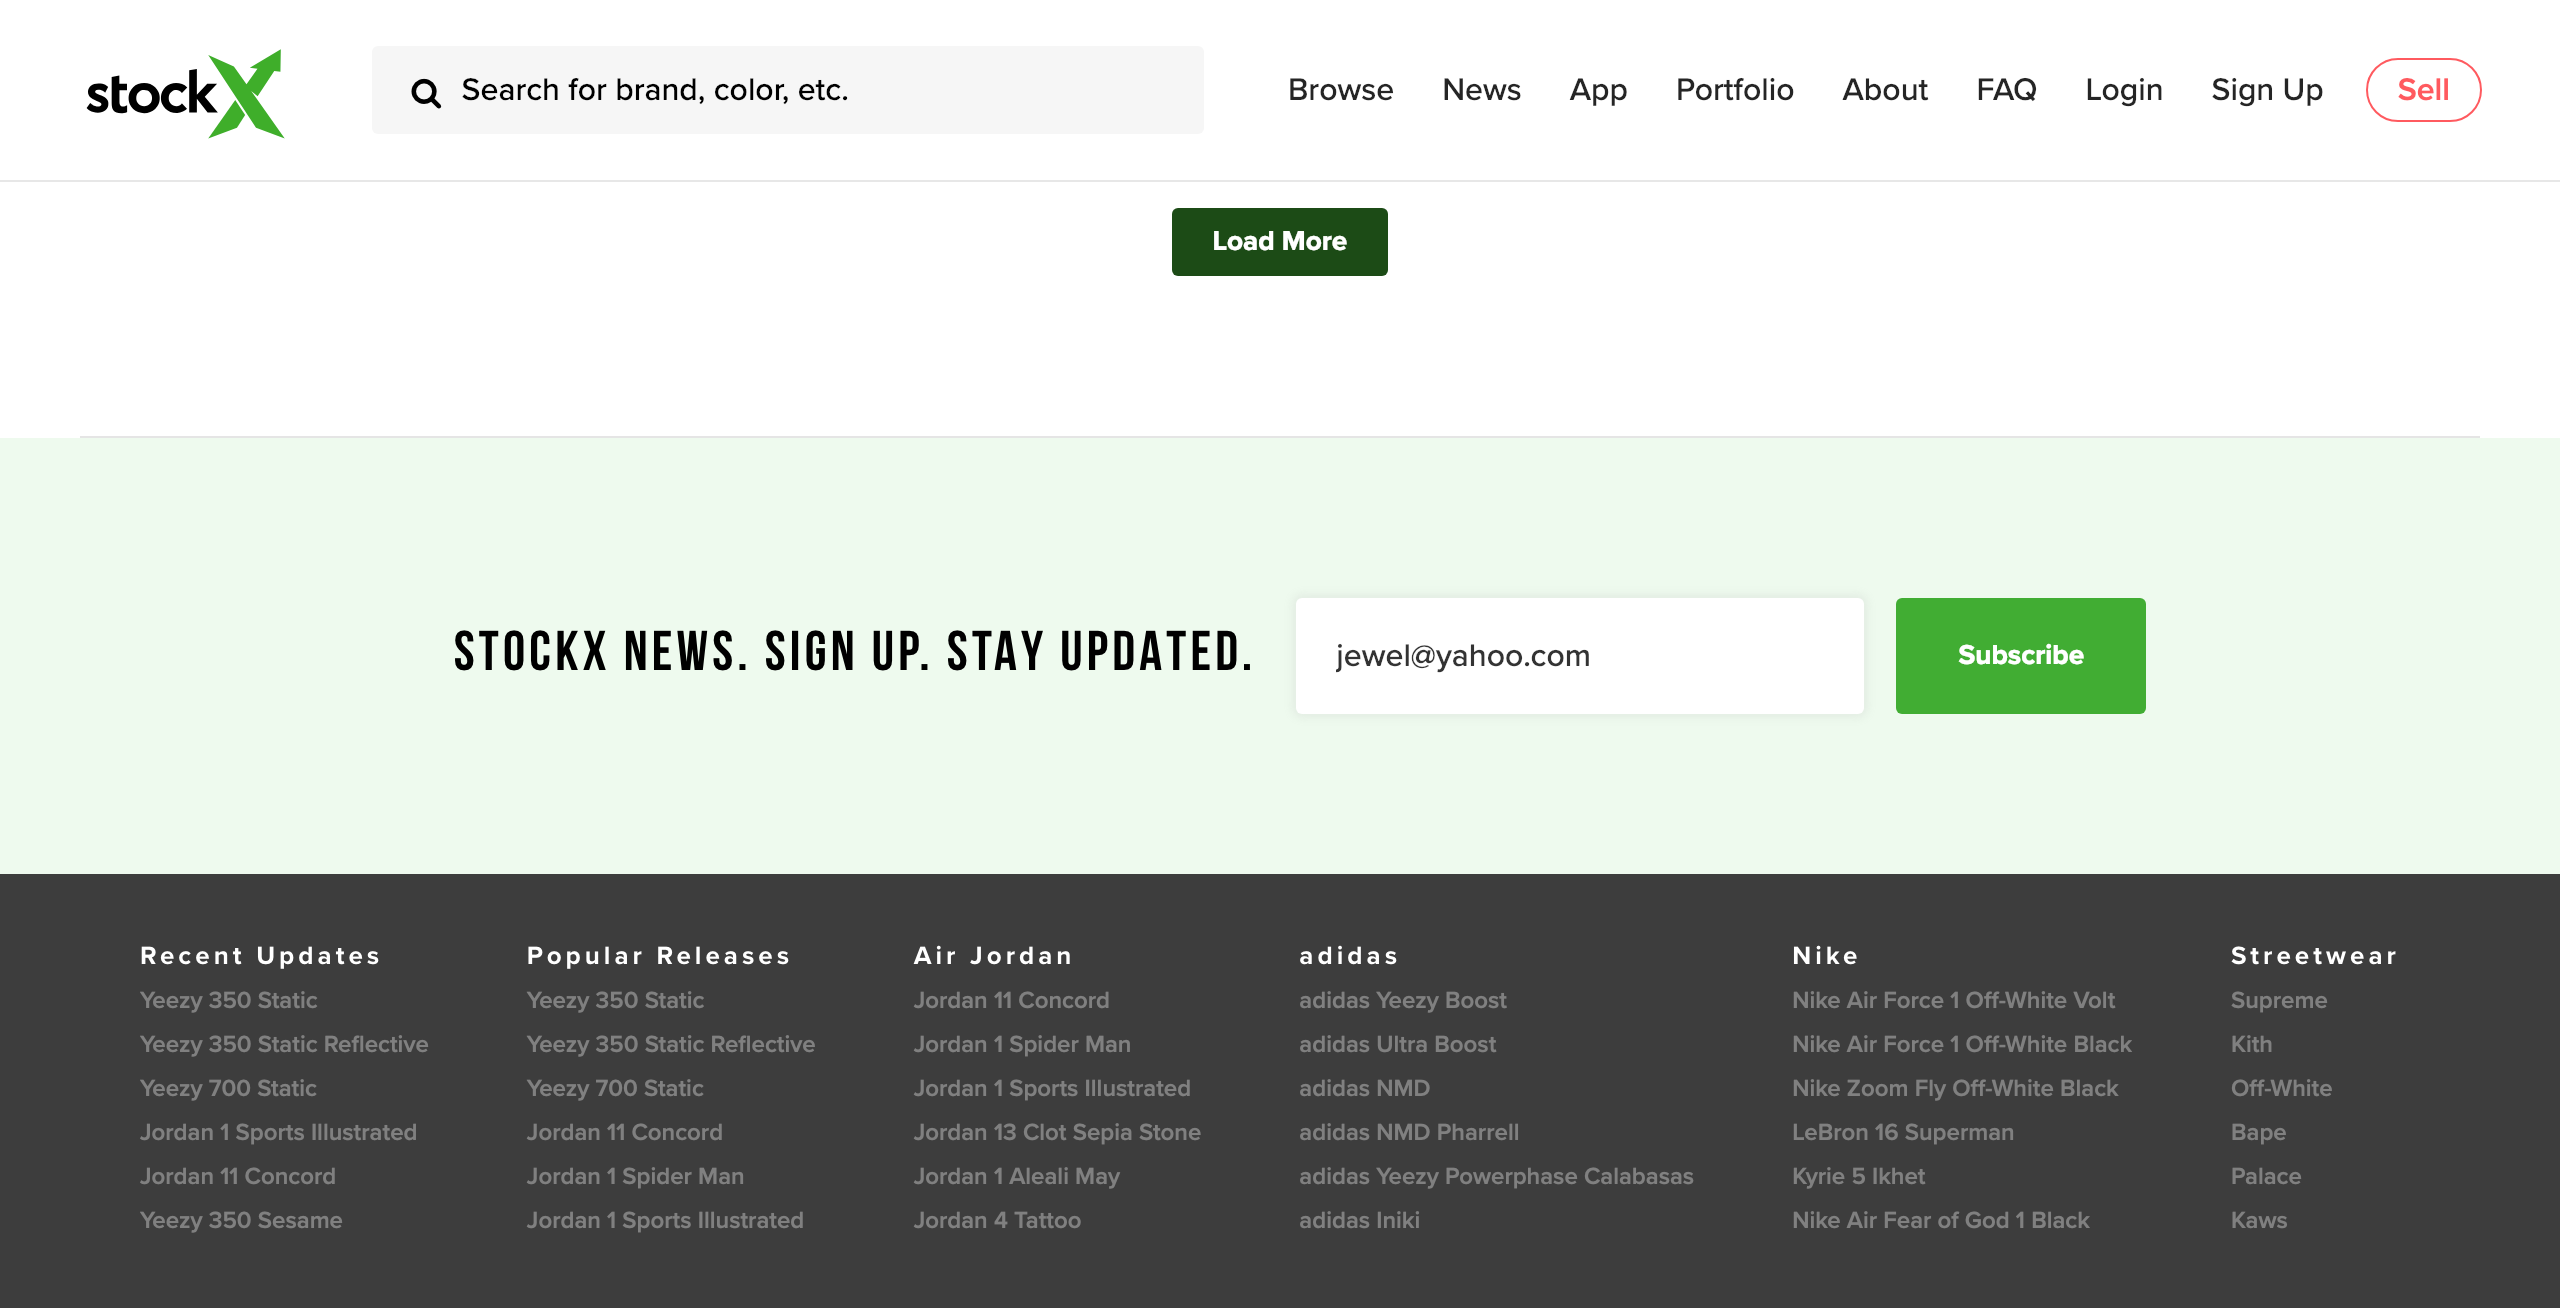 stockX
Search for brand, color, etc.
Browse News App Portfolio About FAQ Login Sign Up Sell
Load More
STOCKX NEWS. SIGN UP. STAY UPDATED.
jewel@yahoo.com
Subscribe
Recent Updates
Yeezy 350 Static
Yeezy 350 Static Reflective
Yeezy 700 Static
Jordan 1 Sports Illustrated
Jordan 11 Concord
Yeezy 350 Sesame
Popular Releases
Yeezy 350 Static
Yeezy 350 Static Reflective
Yeezy 700 Static
Jordan 11 Concord
Jordan 1 Spider Man
Jordan 1 Sports Illustrated
Air Jordan
Jordan 11 Concord
Jordan 1 Spider Man
Jordan 1 Sports Illustrated
Jordan 13 Clot Sepia Stone
Jordan 1 Aleali May
Jordan 4 Tattoo
adidas
adidas Yeezy Boost
adidas Ultra Boost
adidas NMD
adidas NMD Pharrell
adidas Yeezy Powerphase Calabasas
adidas Iniki
Nike
Nike Air Force 1 Off-White Volt
Nike Air Force 1 Off-White Black
Nike Zoom Fly Off-White Black
LeBron 16 Superman
Kyrie 5 Ikhet
Nike Air Fear of God 1 Black
Streetwear
Supreme
Kith
Off-White
Bape
Palace
Kaws